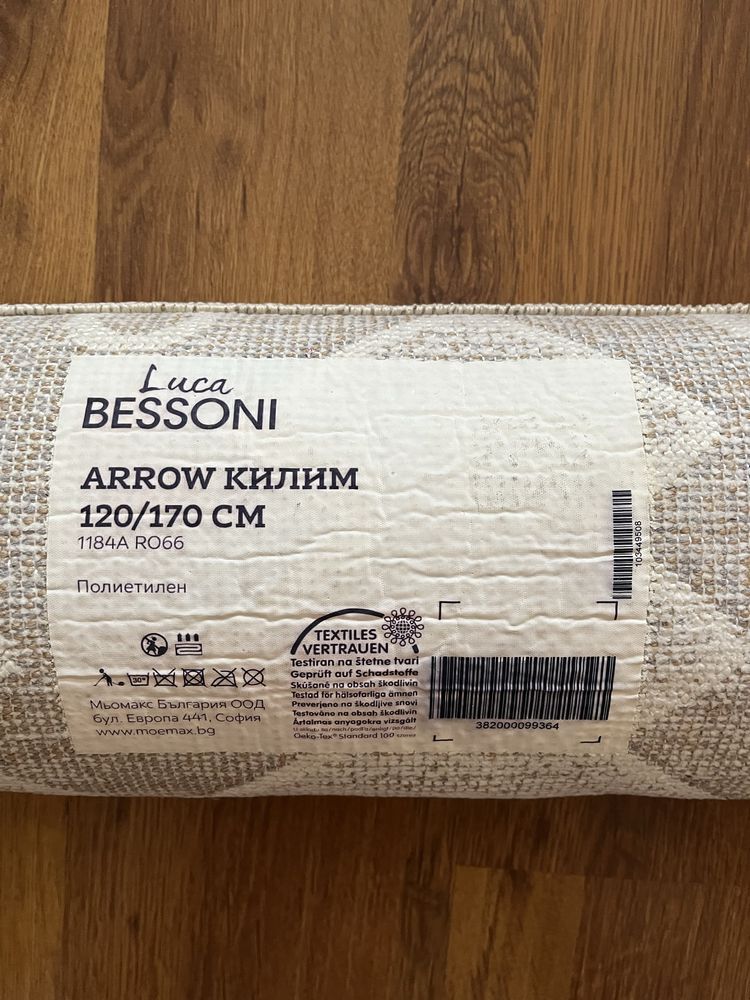 Luca
BESSONI
ARROW КИЛИМ
120/170 CM
1184A RO66
Полиетилен
103449508
30°
TEXTILES
VERTRAUEN
Testiran na štetne tvari
Geprüft auf Schadstoffe
Skúšané na obsah škodlivín
Testad för hälsofarliga ämnen
Preverjeno na škodljive snovi
Testováno na obsah škodlivin
Ártalmas anyagokra vizsgált
Oeko-Tex® Standard 100 szerint
Мьомакс България ООД
бул. Европа 441, София
www.moemax.bg
382000099364